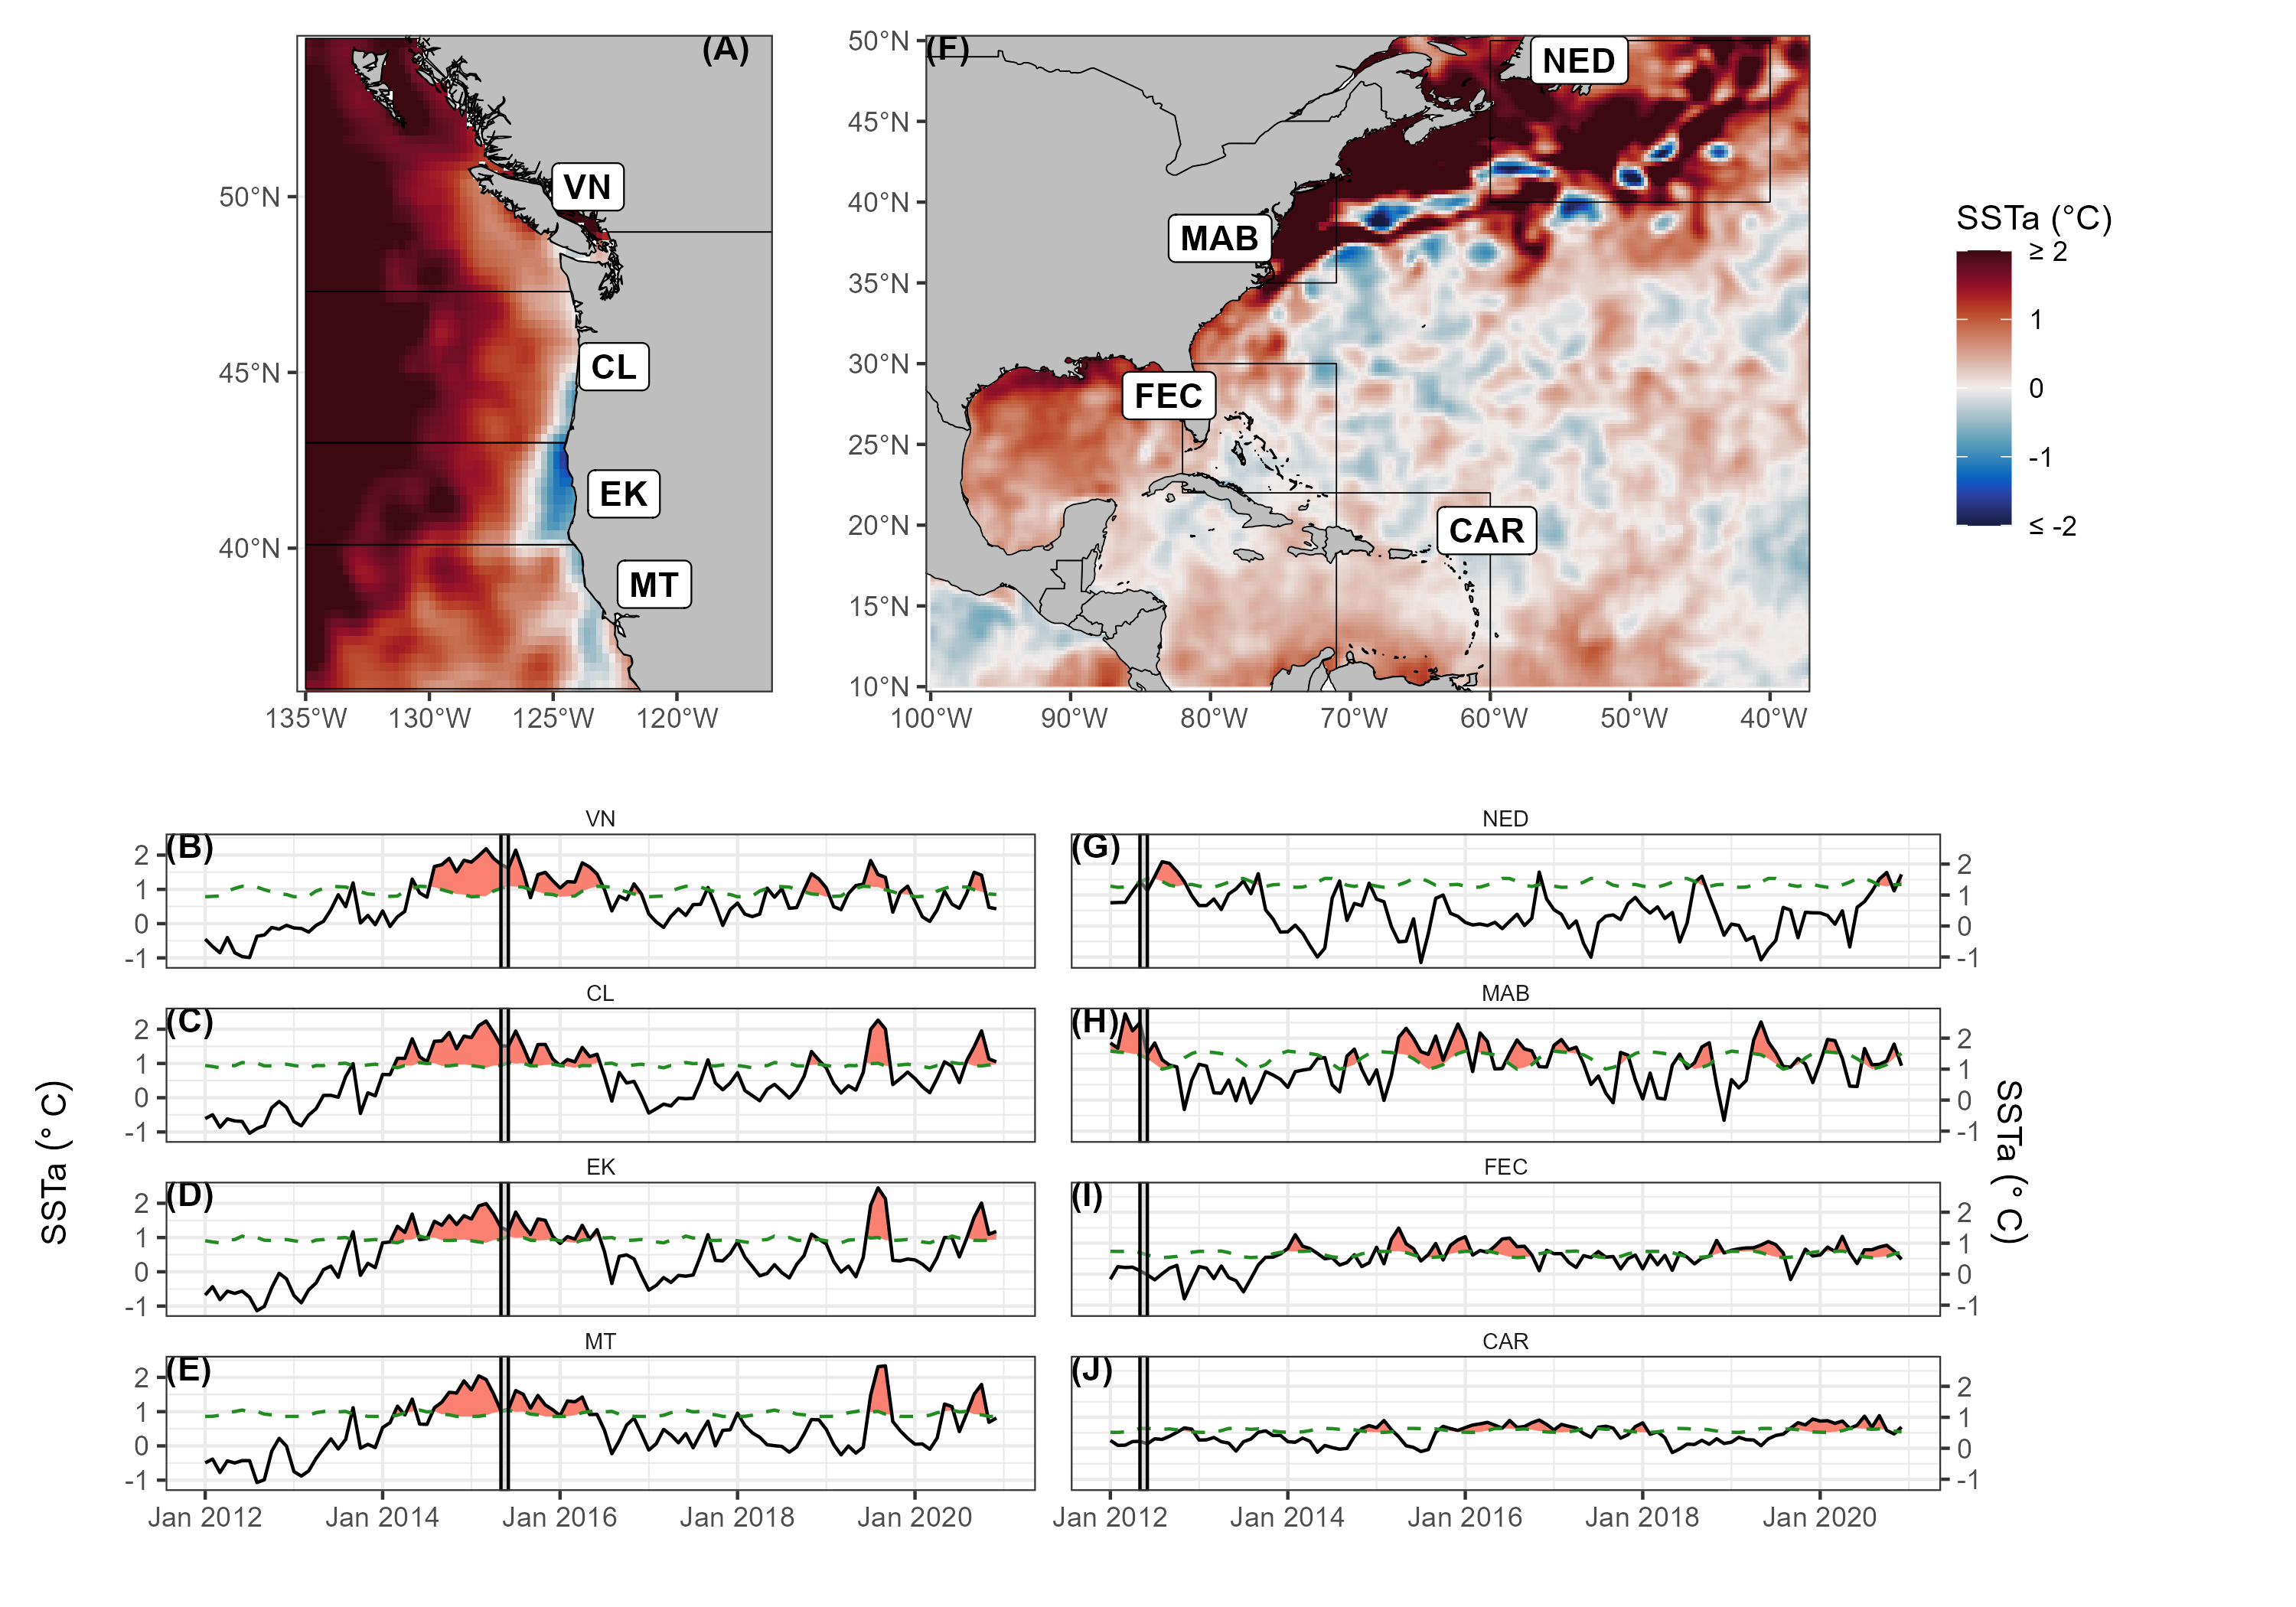 (A)
VN
CL
EK
MT
50°N
45°N
40°N
135°W 130°W 125°W 120°W
(F)
NED
MAB
FEC
CAR
50°N
45°N
40°N
35°N
30°N
25°N
20°N
15°N
10°N
100°W 90°W 80°W 70°W 60°W 50°W 40°W
SSTa (°C)
≥ 2
1
0
-1
≤ -2
SSTa (° C)
VN
(B)
2
1
0
-1
CL
(C)
2
1
0
-1
EK
(D)
2
1
0
-1
MT
(E)
2
1
0
-1
Jan 2012 Jan 2014 Jan 2016 Jan 2018 Jan 2020
NED
(G)
2
1
0
-1
MAB
(H)
2
1
0
-1
FEC
(I)
2
1
0
-1
CAR
(J)
2
1
0
-1
Jan 2012 Jan 2014 Jan 2016 Jan 2018 Jan 2020
SSTa (° C)